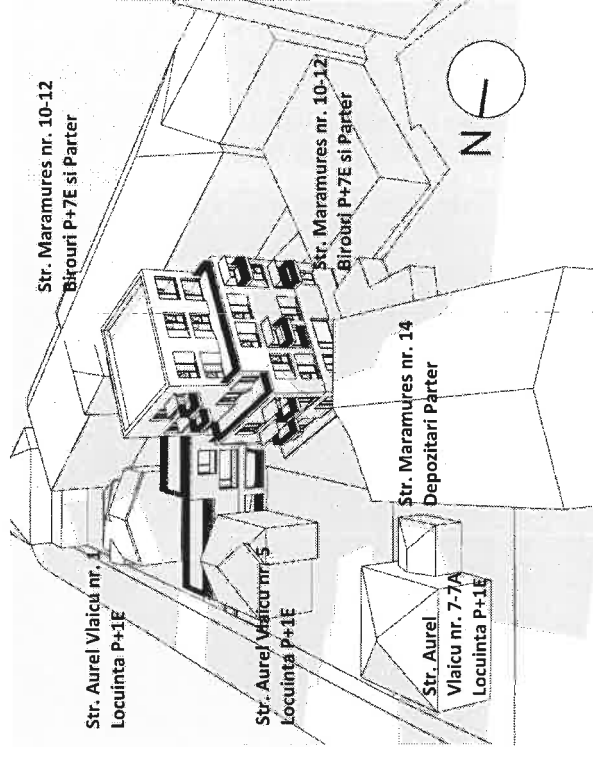 Str. Maramures nr. 10-12
Birouri P+7E si Parter
Str. Aurel Vlaicu nr.
Locuinta P+1E
Str. Aurel Vlaicu nr. 5
Locuinta P+1E
Str. Maramures nr. 10-12
Birouri P+7E si Parter
Str. Maramures nr. 14
Depozitari Parter
Str. Aurel
Vlaicu nr. 7-7A
Locuinta P+1E
N